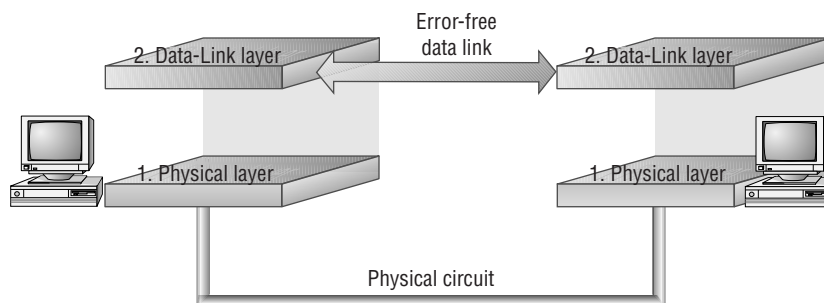 Error-free
data link
2. Data-Link layer
2. Data-Link layer
1. Physical layer
1. Physical layer
Physical circuit